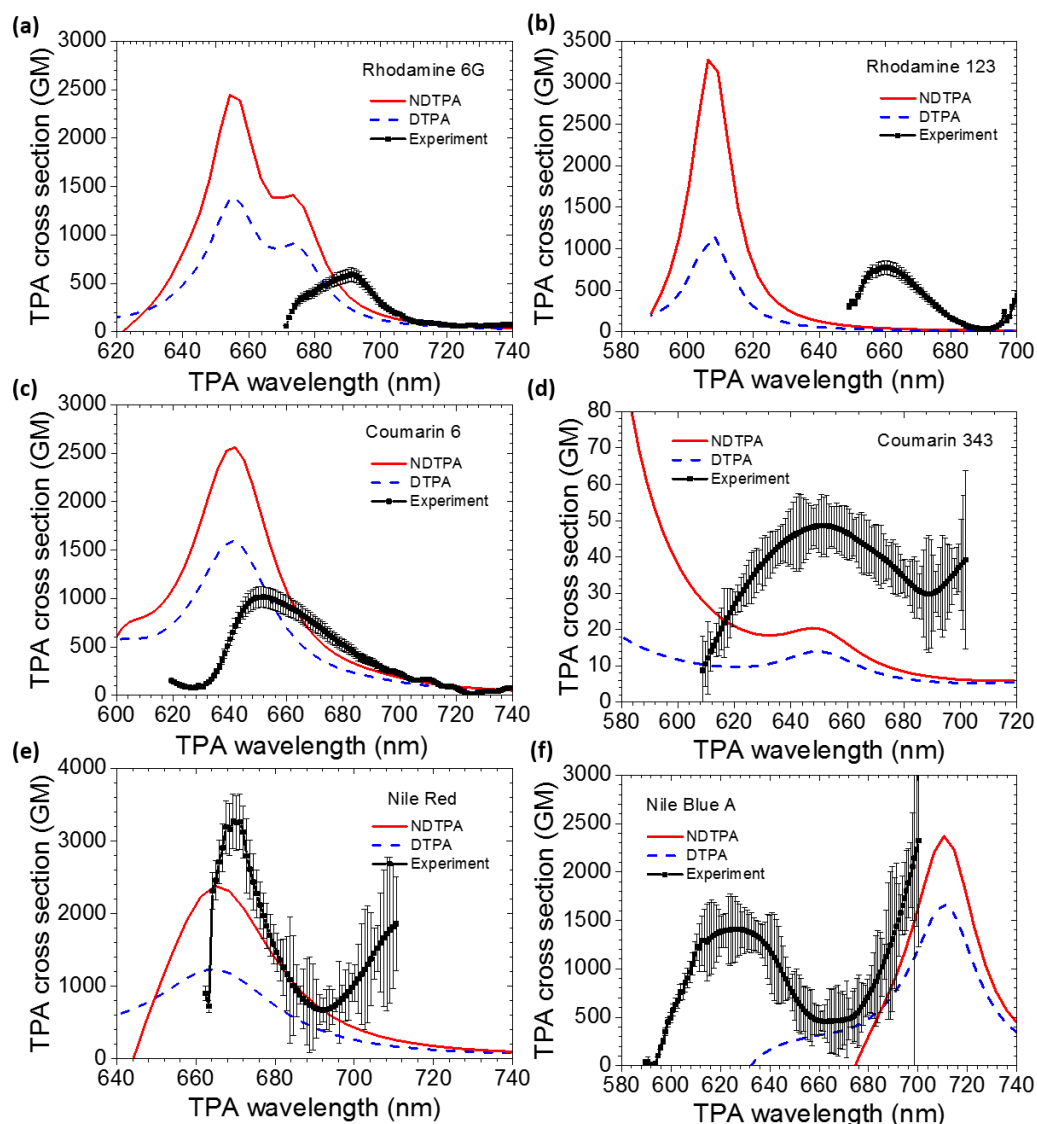 (a)
Rhodamine 6G
NDTPA
DTPA
Experiment
TPA cross section (GM)
3000
2500
2000
1500
1000
500
0
620 640 660 680 700 720 740
TPA wavelength (nm)
(b)
Rhodamine 123
NDTPA
DTPA
Experiment
TPA cross section (GM)
3500
3000
2500
2000
1500
1000
500
0
580 600 620 640 660 680 700
TPA wavelength (nm)
(c)
Coumarin 6
NDTPA
DTPA
Experiment
TPA cross section (GM)
3000
2500
2000
1500
1000
500
0
600 620 640 660 680 700 720 740
TPA wavelength (nm)
(d)
Coumarin 343
NDTPA
DTPA
Experiment
TPA cross section (GM)
80
70
60
50
40
30
20
10
0
580 600 620 640 660 680 700 720
TPA wavelength (nm)
(e)
Nile Red
NDTPA
DTPA
Experiment
TPA cross section (GM)
4000
3000
2000
1000
0
640 660 680 700 720 740
TPA wavelength (nm)
(f)
Nile Blue A
NDTPA
DTPA
Experiment
TPA cross section (GM)
3000
2500
2000
1500
1000
500
0
580 600 620 640 660 680 700 720 740
TPA wavelength (nm)